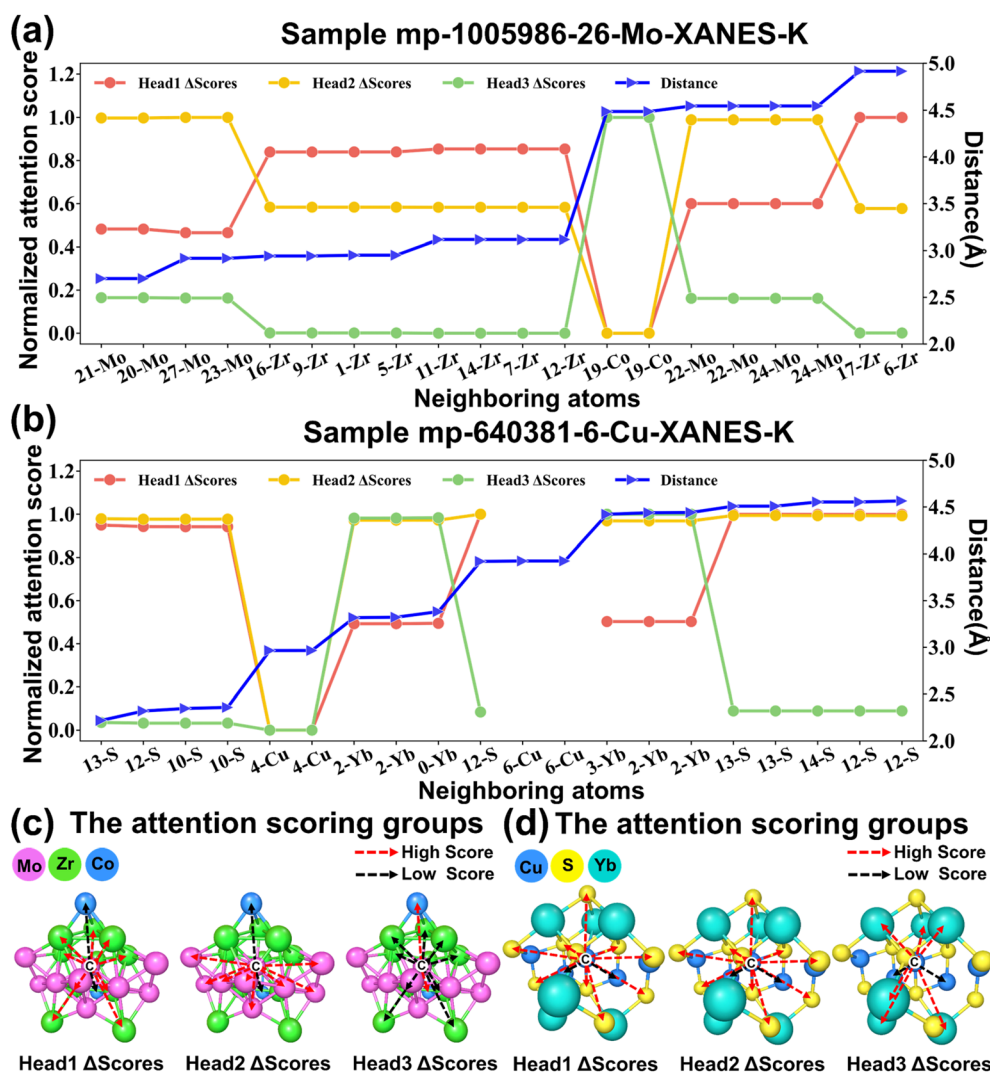 (a)
Sample mp-1005986-26-Mo-XANES-K
Normalized attention score
1.2
1.0
0.8
0.6
0.4
0.2
0.0
Head1 ΔScores
Head2 ΔScores
Head3 ΔScores
Distance
5.0
4.5
4.0
3.5
3.0
2.5
2.0
Distance(Å)
21-Mo
20-Mo
27-Mo
23-Mo
16-Zr
9-Zr
1-Zr
5-Zr
11-Zr
14-Zr
7-Zr
12-Zr
19-Co
19-Co
22-Mo
22-Mo
24-Mo
24-Mo
17-Zr
6-Zr
Neighboring atoms
(b)
Sample mp-640381-6-Cu-XANES-K
Normalized attention score
1.2
1.0
0.8
0.6
0.4
0.2
0.0
Head1 ΔScores
Head2 ΔScores
Head3 ΔScores
Distance
5.0
4.5
4.0
3.5
3.0
2.5
2.0
Distance(Å)
13-S
12-S
10-S
10-S
4-Cu
4-Cu
2-Yb
2-Yb
0-Yb
12-S
6-Cu
6-Cu
3-Yb
2-Yb
2-Yb
13-S
13-S
14-S
12-S
12-S
Neighboring atoms
(c)
The attention scoring groups
Mo
Zr
Co
High Score
Low Score
C
C
C
Head1 ΔScores
Head2 ΔScores
Head3 ΔScores
(d)
The attention scoring groups
Cu
S
Yb
High Score
Low Score
C
C
C
Head1 ΔScores
Head2 ΔScores
Head3 ΔScores